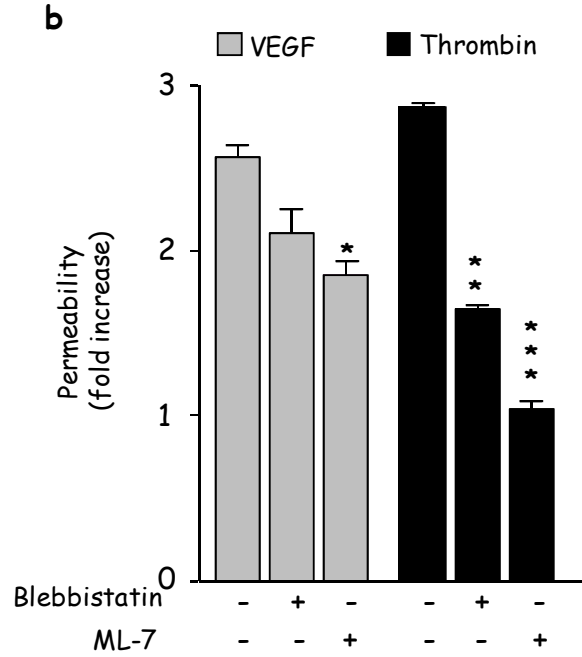 b
VEGF Thrombin
3
2
1
0
Permeability
(fold increase)
*
*
*
*
*
*
Blebbistatin - + - - + -
ML-7 - - + - - +